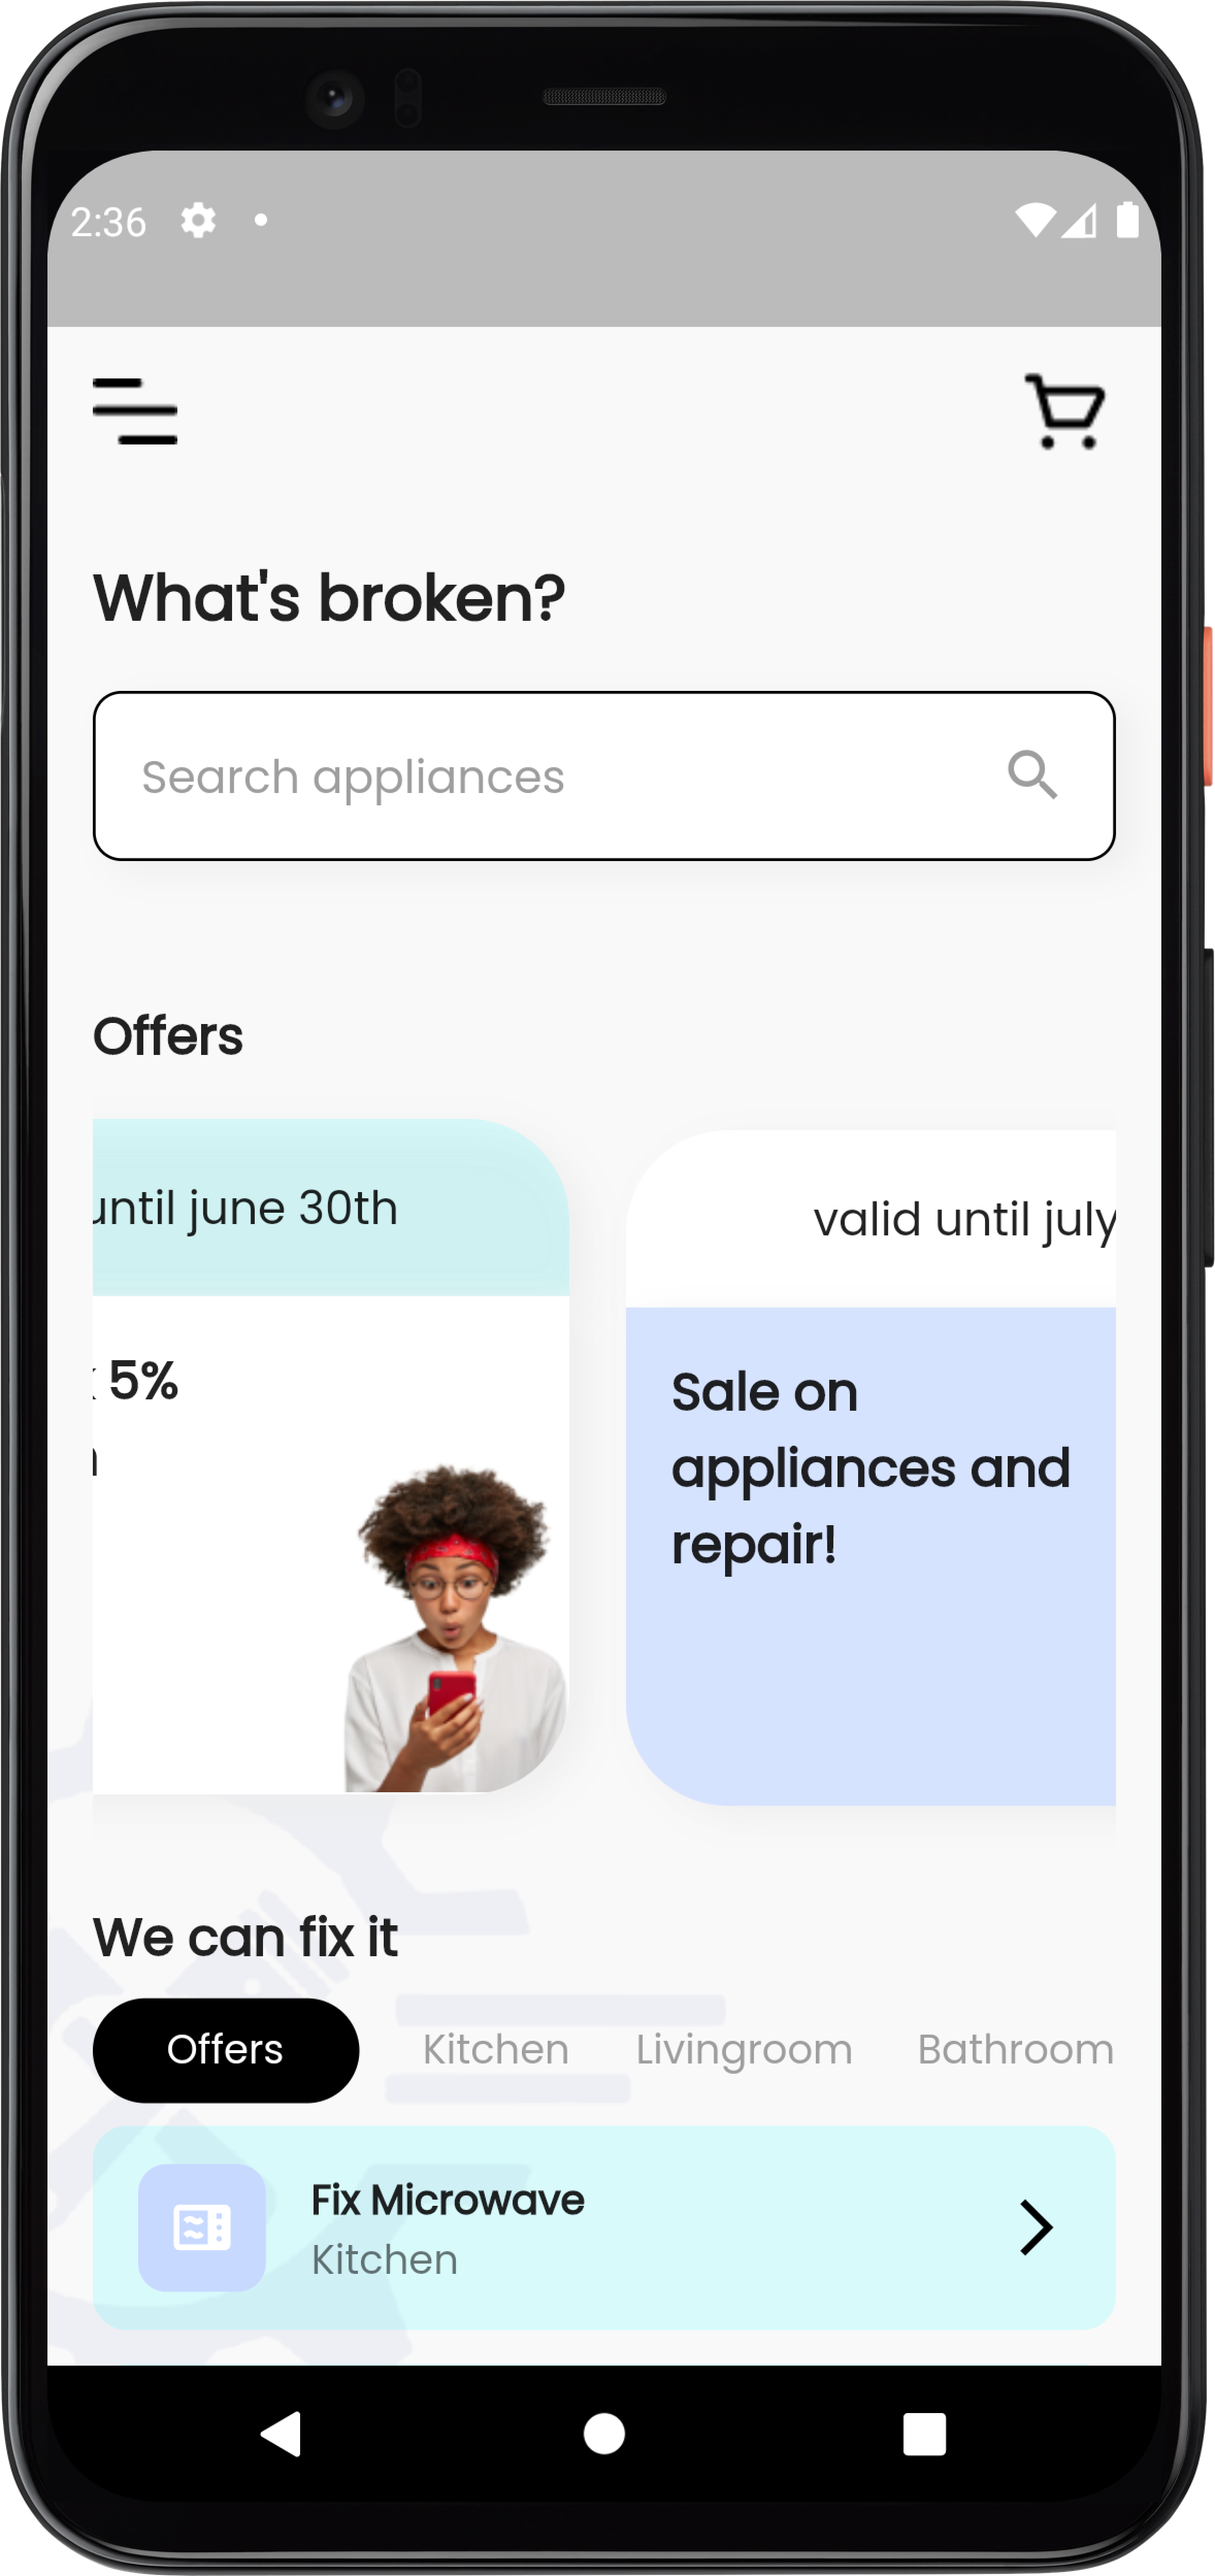 2:36
What's broken?
Search appliances
Offers
until june 30th
5%
valid until july
Sale on
appliances and
repair!
We can fix it
Offers Kitchen Livingroom Bathroom
Fix Microwave
Kitchen